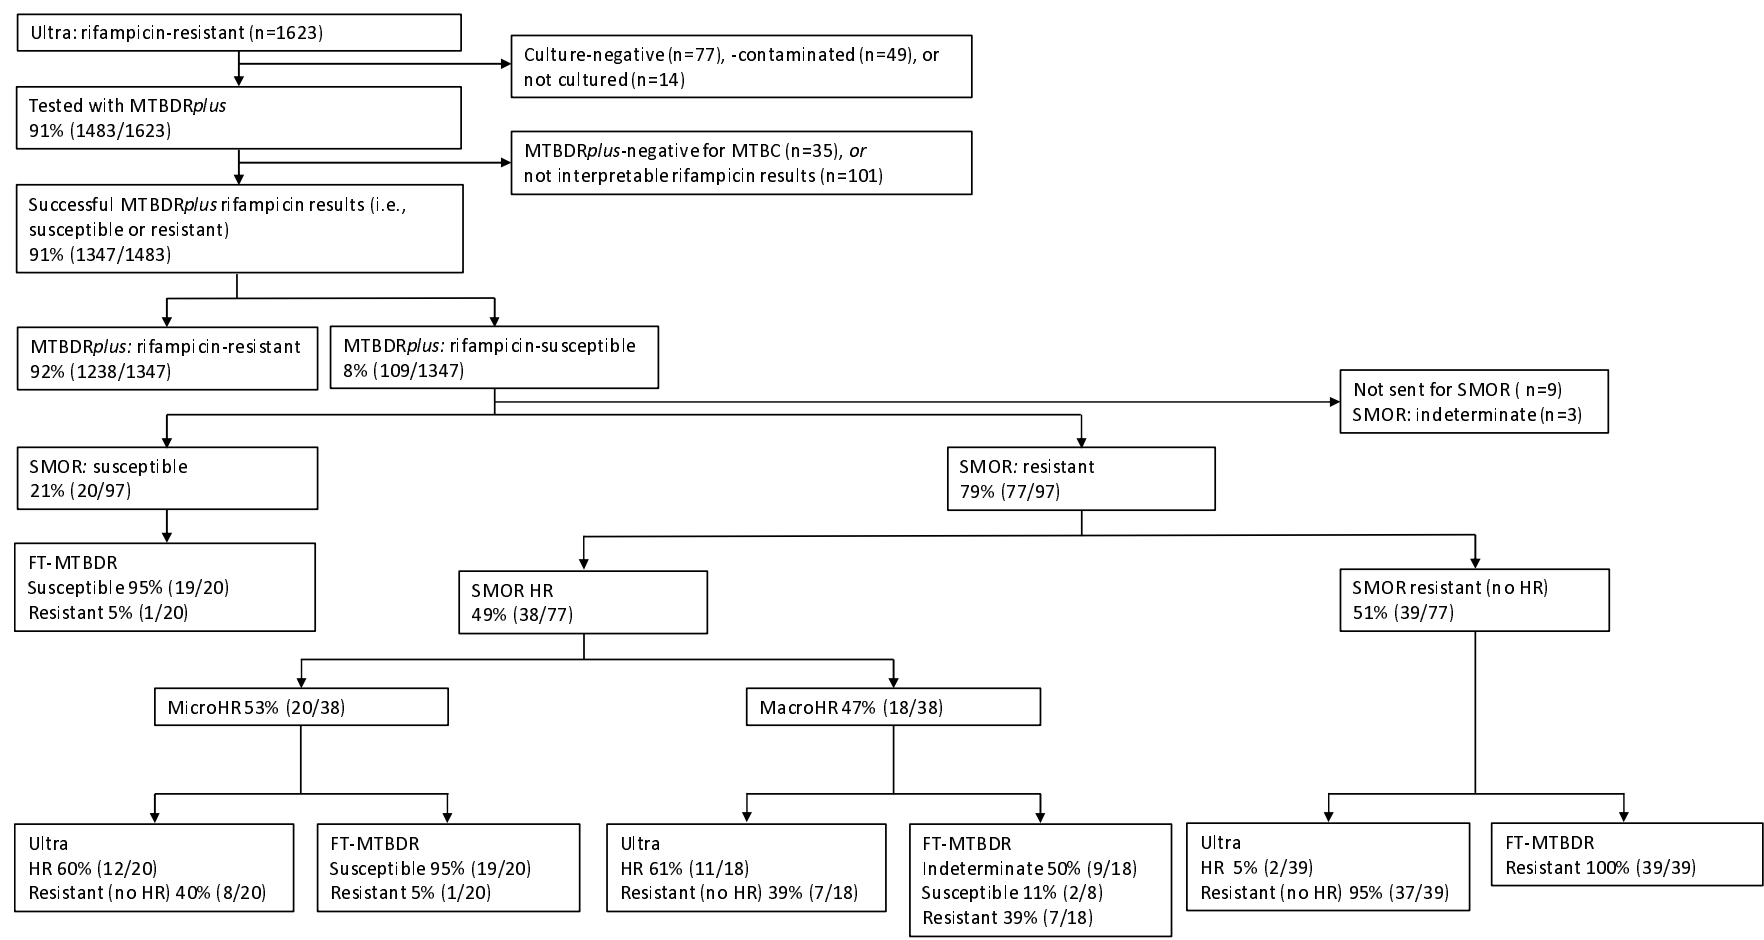 Ultra: rifampicin-resistant (n=1623)
Culture-negative (n=77), -contaminated (n=49), or
not cultured (n=14)
Tested with MTBDRplus
91% (1483/1623)
MTBDRplus-negative for MTBC (n=35), or
not interpretable rifampicin results (n=101)
Successful MTBDRplus rifampicin results (i.e.,
susceptible or resistant)
91% (1347/1483)
MTBDRplus: rifampicin-resistant
92% (1238/1347)
MTBDRplus: rifampicin-susceptible
8% (109/1347)
Not sent for SMOR ( n=9)
SMOR: indeterminate (n=3)
SMOR: susceptible
21% (20/97)
SMOR: resistant
79% (77/97)
FT-MTBDR
Susceptible 95% (19/20)
Resistant 5% (1/20)
SMOR HR
49% (38/77)
SMOR resistant (no HR)
51% (39/77)
MicroHR 53% (20/38)
MacroHR 47% (18/38)
Ultra
HR 60% (12/20)
Resistant (no HR) 40% (8/20)
FT-MTBDR
Susceptible 95% (19/20)
Resistant 5% (1/20)
Ultra
HR 61% (11/18)
Resistant (no HR) 39% (7/18)
FT-MTBDR
Indeterminate 50% (9/18)
Susceptible 11% (2/8)
Resistant 39% (7/18)
Ultra
HR 5% (2/39)
Resistant (no HR) 95% (37/39)
FT-MTBDR
Resistant 100% (39/39)